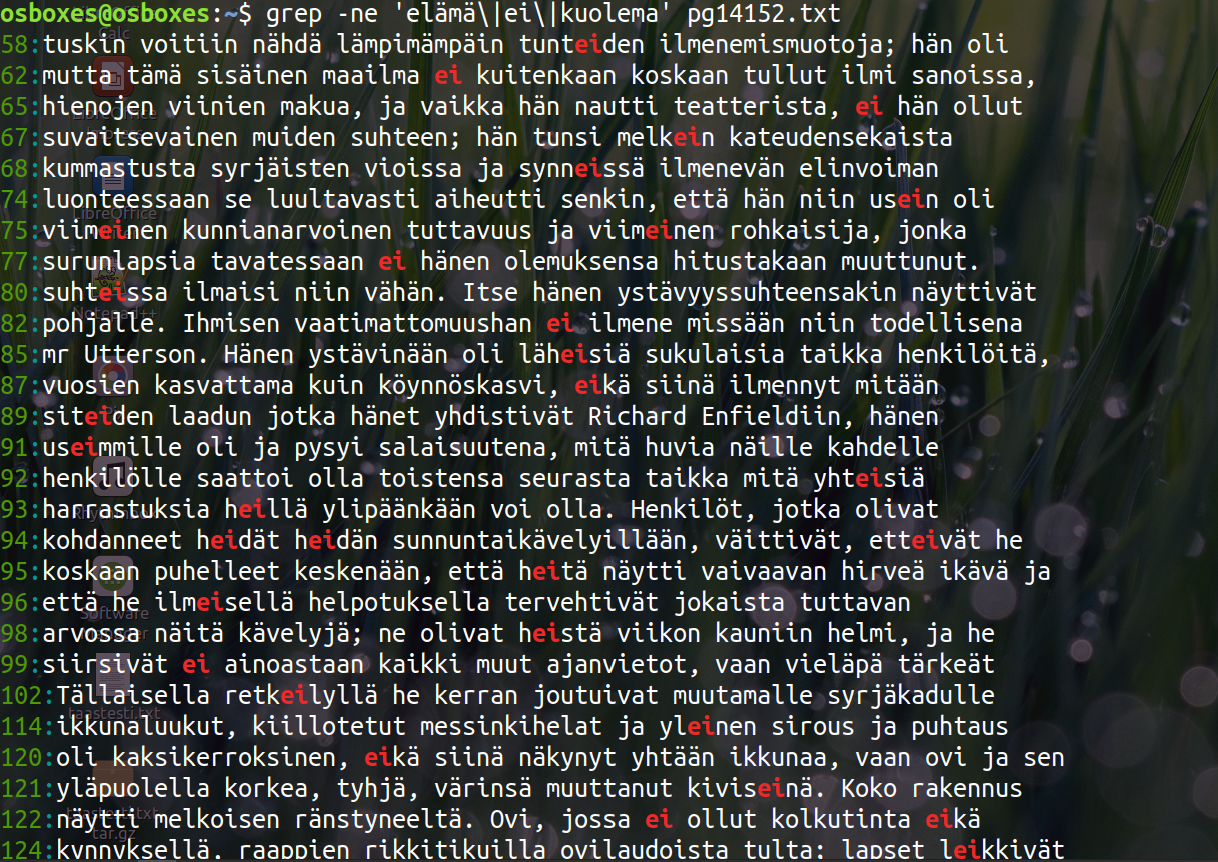 osboxes@osboxes:~$ grep -ne 'elämä\|ei\|kuolema' pg14152.txt
58:tuskin voitiin nähdä lämpimämpäin tunteiden ilmenemismuotoja; hän oli
62:mutta tämä sisäinen maailma ei kuitenkaan koskaan tullut ilmi sanoissa,
65:hienojen viinien makua, ja vaikka hän nautti teatterista, ei hän ollut
67:suvaitsevainen muiden suhteen; hän tunsi melkein kateudensekaista
68:kummastusta syrjäisten vioissa ja synneissä ilmenevän elinvoiman
74:luonteessaan se luultavasti aiheutti senkin, että hän niin usein oli
75:viimeinen kunnianarvoinen tuttavuus ja viimeinen rohkaisija, jonka
77:surunlapsia tavatessaan ei hänen olemuksensa hitustakaan muuttunut.
80:suhteissa ilmaisi niin vähän. Itse hänen ystävyyssuhteensakin näyttivät
82:pohjalle. Ihmisen vaatimattomuushan ei ilmene missään niin todellisena
85:mr Utterson. Hänen ystävinään oli läheisiä sukulaisia taikka henkilöitä,
87:vuosien kasvattama kuin köynnöskasvi, eikä siinä ilmennyt mitään
89:siteiden laadun jotka hänet yhdistivät Richard Enfieldiin, hänen
91:useimmille oli ja pysyi salaisuutena, mitä huvia näille kahdelle
92:henkilölle saattoi olla toistensa seurasta taikka mitä yhteisiä
93:harrastuksia heillä ylipäänkään voi olla. Henkilöt, jotka olivat
94:kohdanneet heidät heidän sunnuntaikävelyillään, väittivät, etteivät he
95:koskaan puhelleet keskenään, että heitä näytti vaivaavan hirveä ikävä ja
96:että he ilmeisellä helpotuksella tervehtivät jokaista tuttavan
98:arvossa näitä kävelyjä; ne olivat heistä viikon kauniin helmi, ja he
99:siirsivät ei ainoastaan kaikki muut ajanvietot, vaan vieläpä tärkeät
102:Tällaisella retkeilyllä he kerran joutuivat muutamalle syrjäkadulle
114:ikkunaluukut, kiillotetut messinkihelat ja yleinen sirous ja puhtaus
120:oli kaksikerroksinen, eikä siinä näkynyt yhtään ikkunaa, vaan ovi ja sen
121:yläpuolella korkea, tyhjä, värinsä muuttanut kiviseinä. Koko rakennus
122:näytti melkoisen ränstyneeltä. Ovi, jossa ei ollut kolkutinta eikä
124:kynnyksellä, raappien rikkitikuilla ovilaudoista tulta; lapset leikkivät